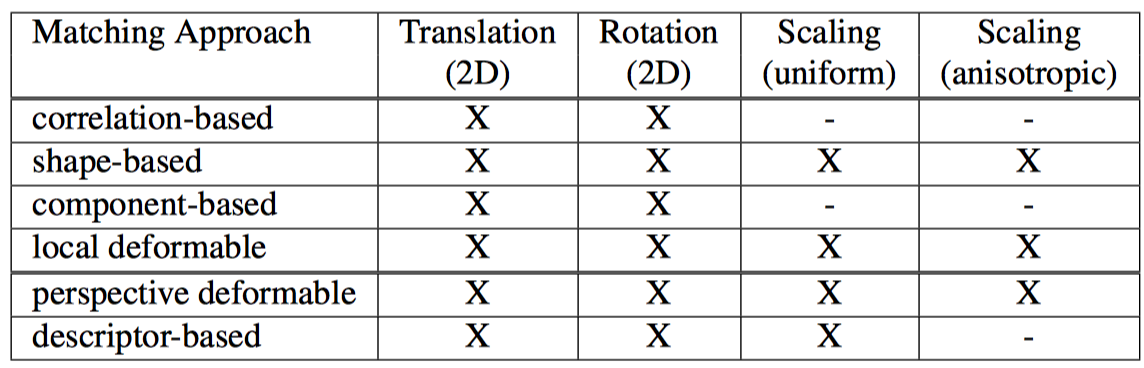 Matching Approach Translation Rotation Scaling Scaling
(2D) (2D) (uniform) (anisotropic)
correlation-based X X - -
shape-based X X X X
component-based X X - -
local deformable X X X X
perspective deformable X X X X
descriptor-based X X X -